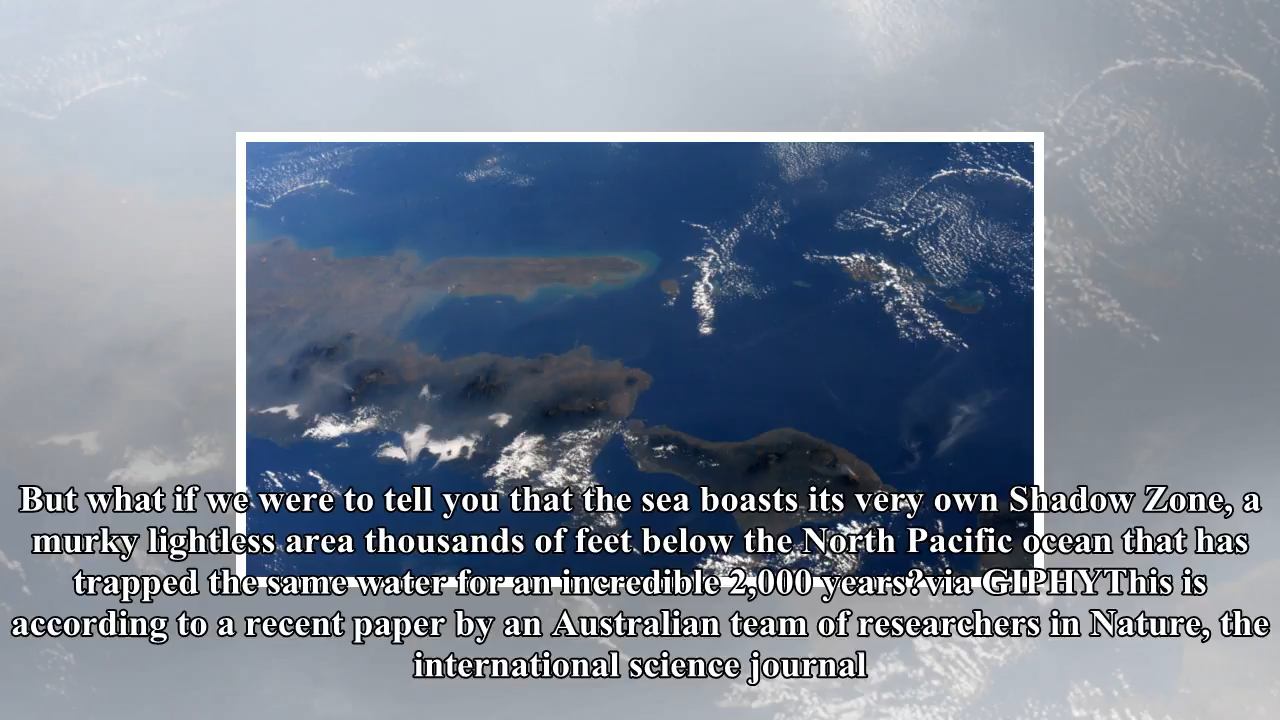 But what if we were to tell you that the sea boasts its very own Shadow Zone, a
murky lightless area thousands of feet below the North Pacific ocean that has
trapped the same water for an incredible 2,000 years?via GIPHYThis is
according to a recent paper by an Australian team of researchers in Nature, the
international science journal